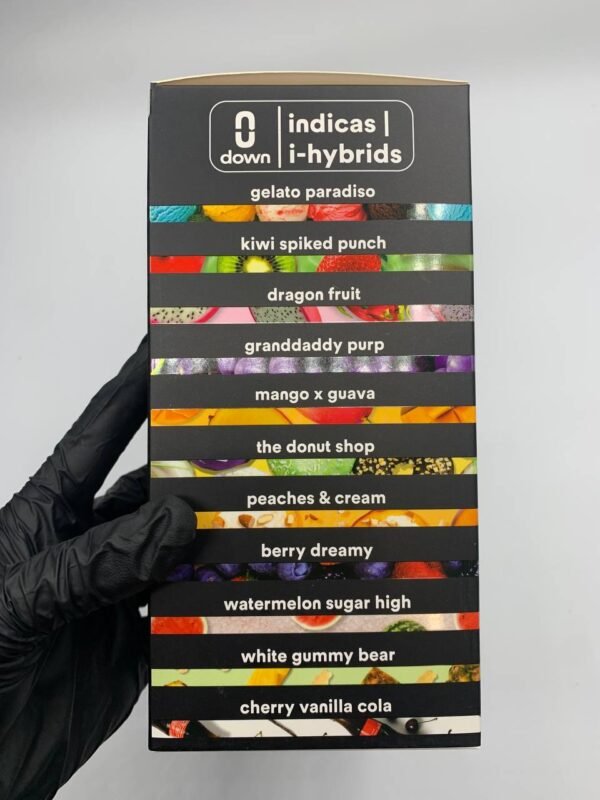 0
down
indicas |
i-hybrids
gelato paradiso
kiwi spiked punch
dragon fruit
granddaddy purp
mango x guava
the donut shop
peaches & cream
berry dreamy
watermelon sugar high
white gummy bear
cherry vanilla cola